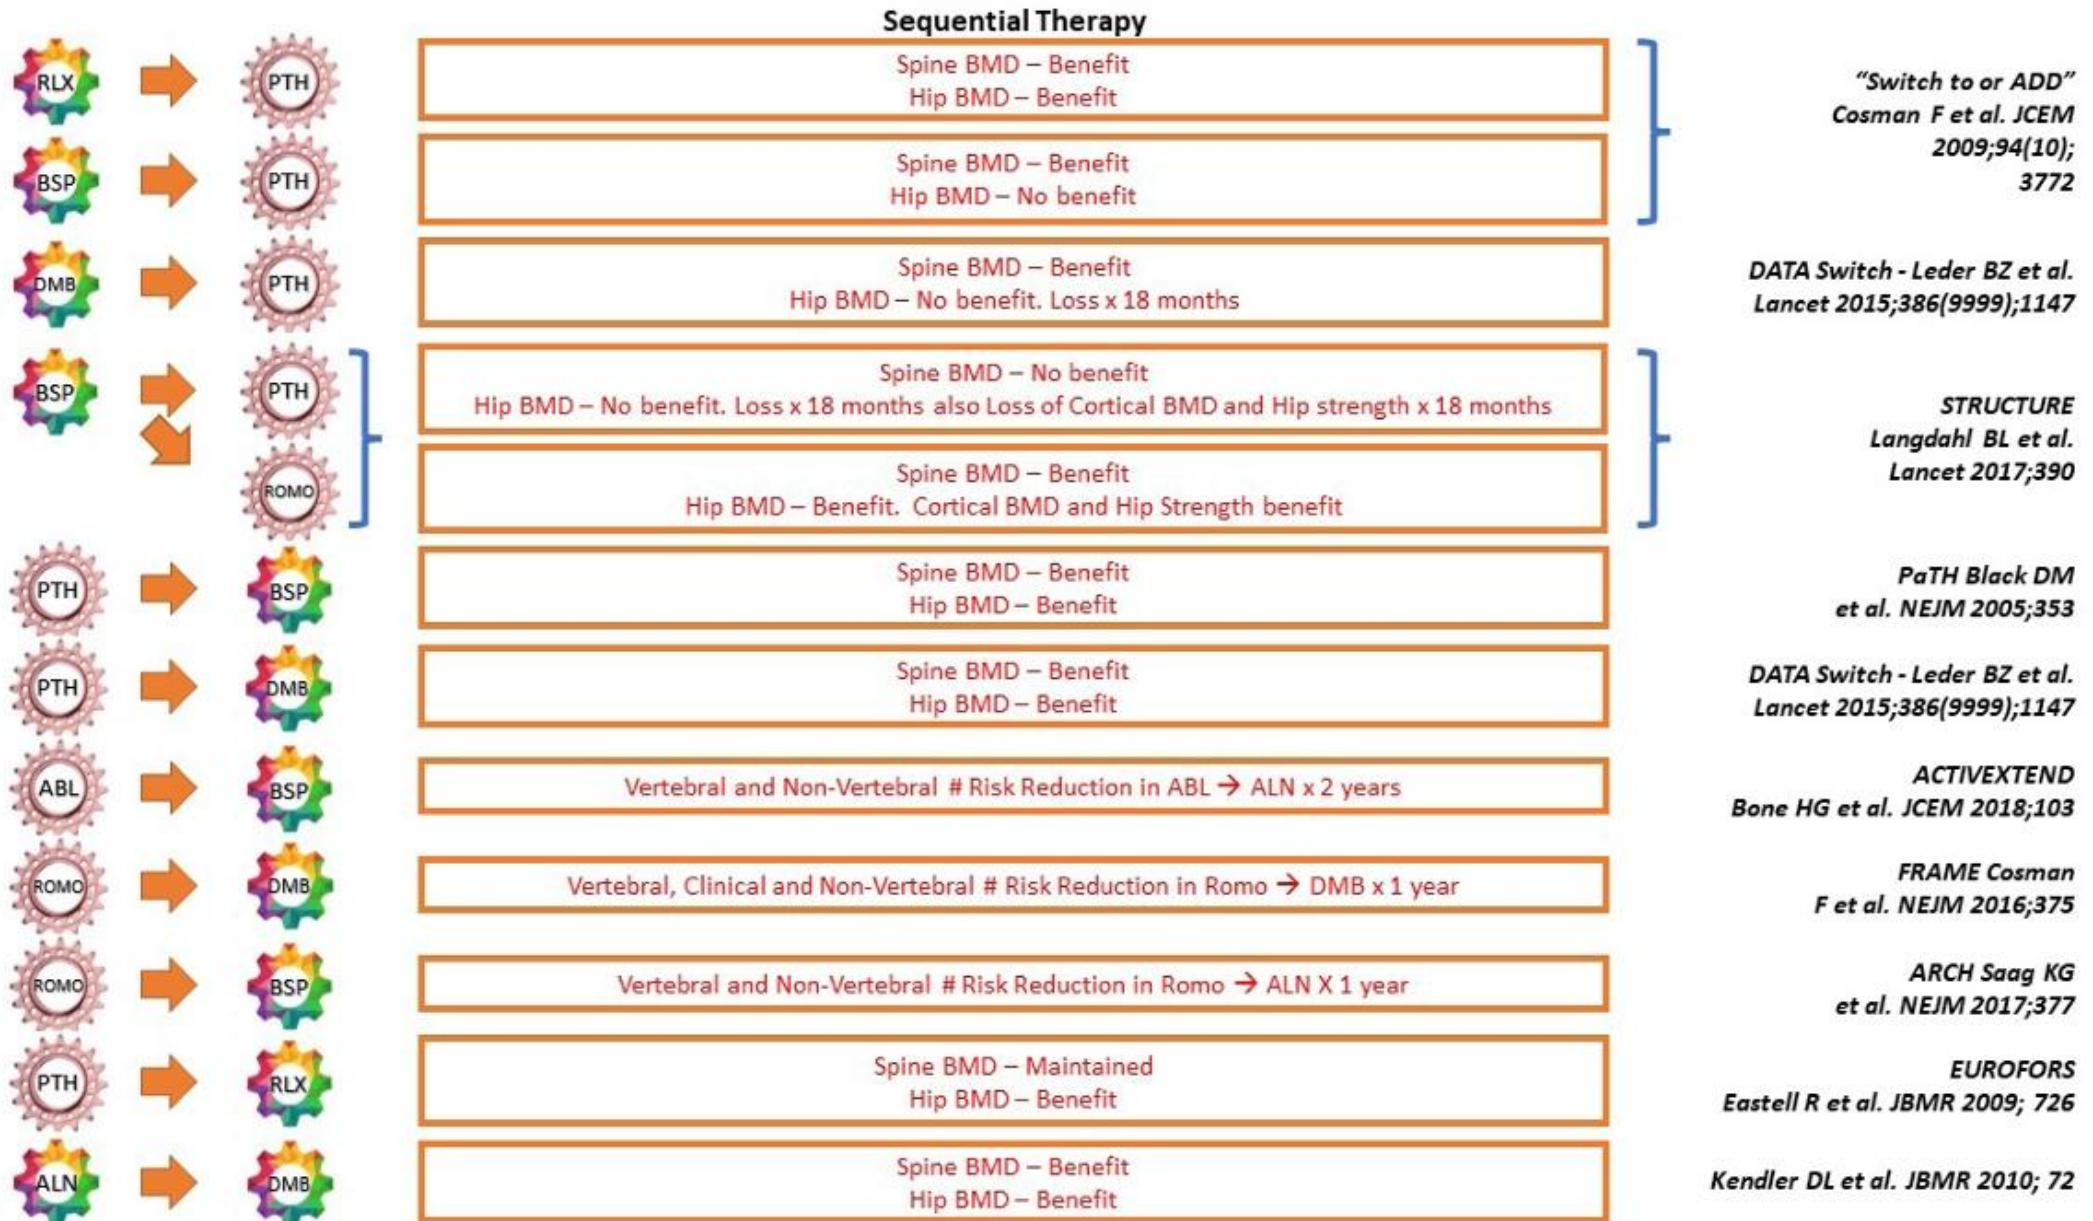 Sequential Therapy
RLX
PTH
Spine BMD – Benefit
Hip BMD – Benefit
"Switch to or ADD"
Cosman F et al. JCEM
2009;94(10);
3772
BSP
PTH
Spine BMD – Benefit
Hip BMD – No benefit
DMB
PTH
Spine BMD – Benefit
Hip BMD – No benefit. Loss x 18 months
DATA Switch - Leder BZ et al.
Lancet 2015;386(9999);1147
BSP
PTH
Spine BMD – No benefit
Hip BMD – No benefit. Loss x 18 months also Loss of Cortical BMD and Hip strength x 18 months
STRUCTURE
Langdahl BL et al.
Lancet 2017;390
ROMO
Spine BMD – Benefit
Hip BMD – Benefit. Cortical BMD and Hip Strength benefit
PTH
BSP
Spine BMD – Benefit
Hip BMD – Benefit
PaTH Black DM
et al. NEJM 2005;353
PTH
DMB
Spine BMD – Benefit
Hip BMD – Benefit
DATA Switch - Leder BZ et al.
Lancet 2015;386(9999);1147
ABL
BSP
Vertebral and Non-Vertebral # Risk Reduction in ABL → ALN x 2 years
ACTIVEXTEND
Bone HG et al. JCEM 2018;103
ROMO
DMB
Vertebral, Clinical and Non-Vertebral # Risk Reduction in Romo → DMB x 1 year
FRAME Cosman
F et al. NEJM 2016;375
ROMO
BSP
Vertebral and Non-Vertebral # Risk Reduction in Romo → ALN X 1 year
ARCH Saag KG
et al. NEJM 2017;377
PTH
RLX
Spine BMD – Maintained
Hip BMD – Benefit
EUROFORS
Eastell R et al. JBMR 2009; 726
ALN
DMB
Spine BMD – Benefit
Hip BMD – Benefit
Kendler DL et al. JBMR 2010; 72